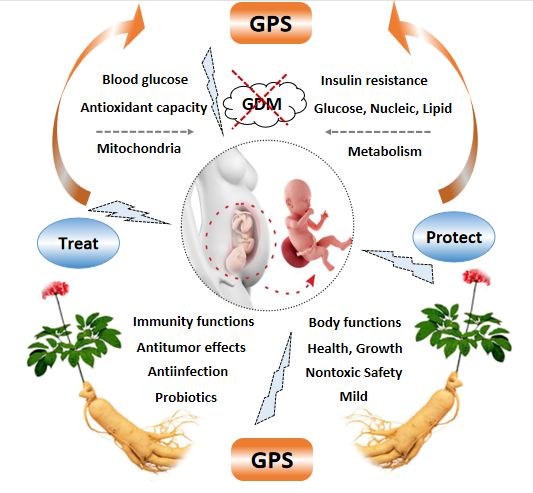 GPS
Blood glucose
Antioxidant capacity
Mitochondria
GDM
Insulin resistance
Glucose, Nucleic, Lipid
Metabolism
Treat
Protect
Immunity functions
Antitumor effects
Antiinfection
Probiotics
Body functions
Health, Growth
Nontoxic Safety
Mild
GPS